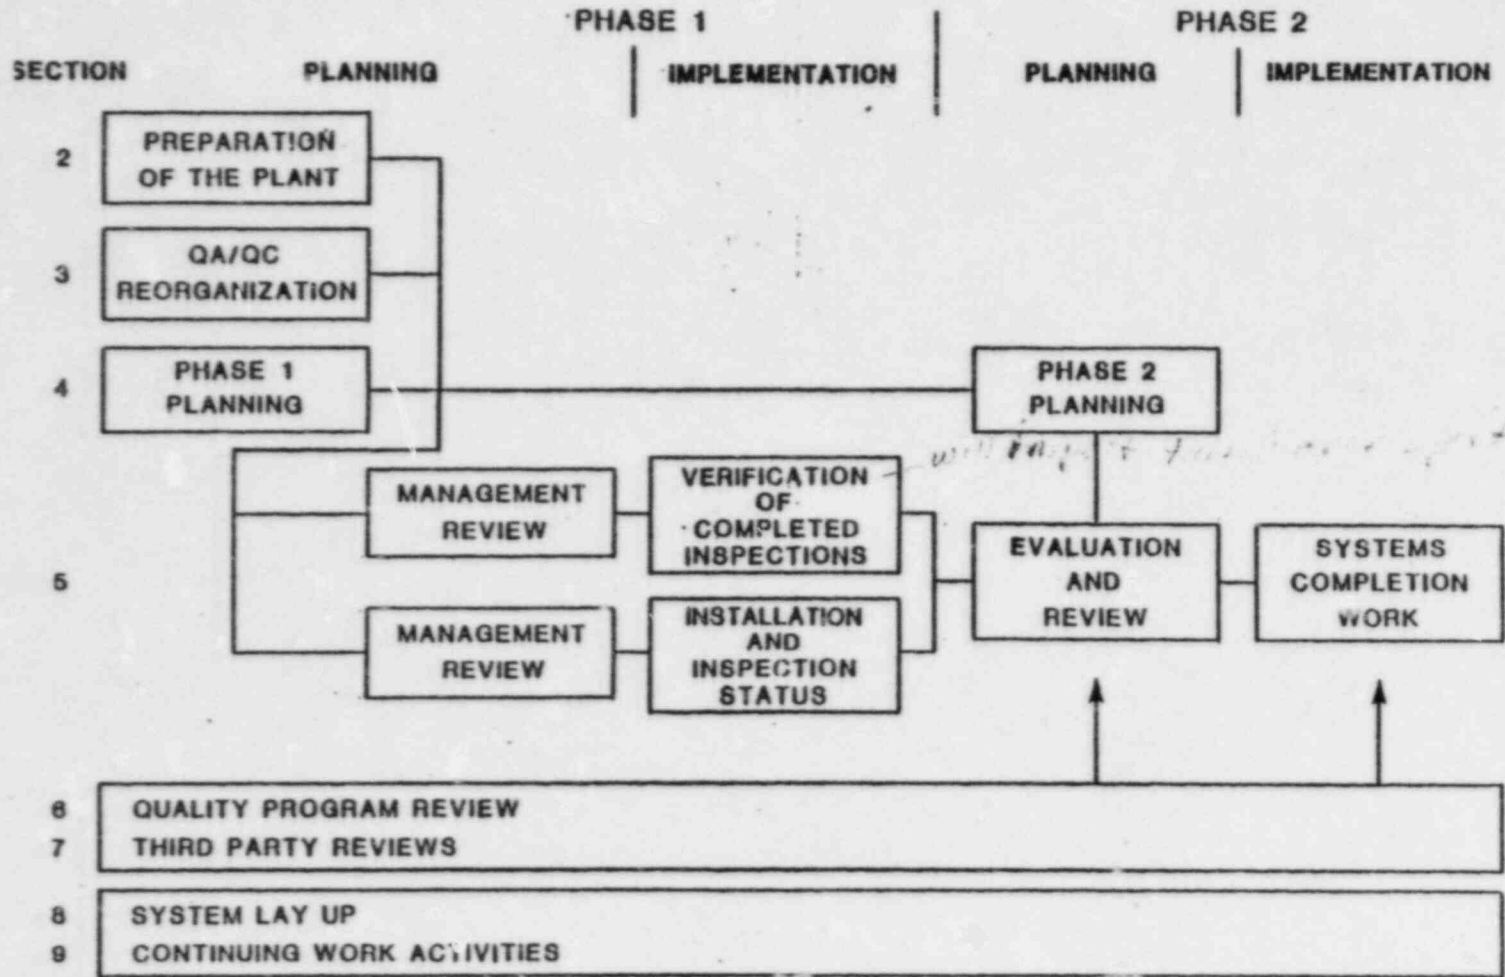 PHASE 1
PHASE 2
SECTION
PLANNING
IMPLEMENTATION
PLANNING
IMPLEMENTATION
2
PREPARATION
OF THE PLANT
3
QA/QC
REORGANIZATION
4
PHASE 1
PLANNING
PHASE 2
PLANNING
5
MANAGEMENT
REVIEW
VERIFICATION
OF
COMPLETED
INSPECTIONS
MANAGEMENT
REVIEW
INSTALLATION
AND
INSPECTION
STATUS
EVALUATION
AND
REVIEW
SYSTEMS
COMPLETION
WORK
6 QUALITY PROGRAM REVIEW
7 THIRD PARTY REVIEWS
8 SYSTEM LAY UP
9 CONTINUING WORK ACTIVITIES